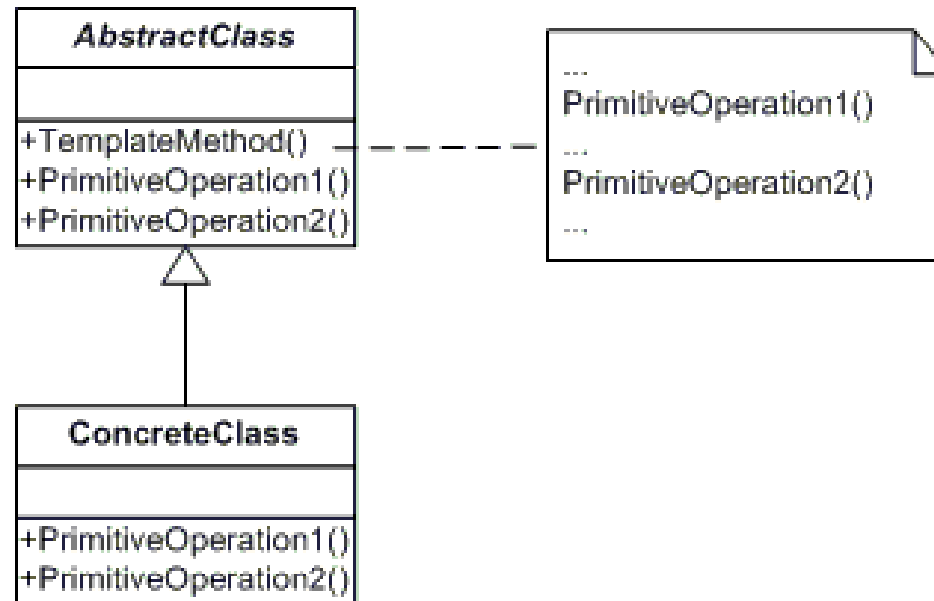 AbstractClass
+TemplateMethod()
+PrimitiveOperation1()
+PrimitiveOperation2()
...
PrimitiveOperation1()
...
PrimitiveOperation2()
...
ConcreteClass
+PrimitiveOperation1()
+PrimitiveOperation2()